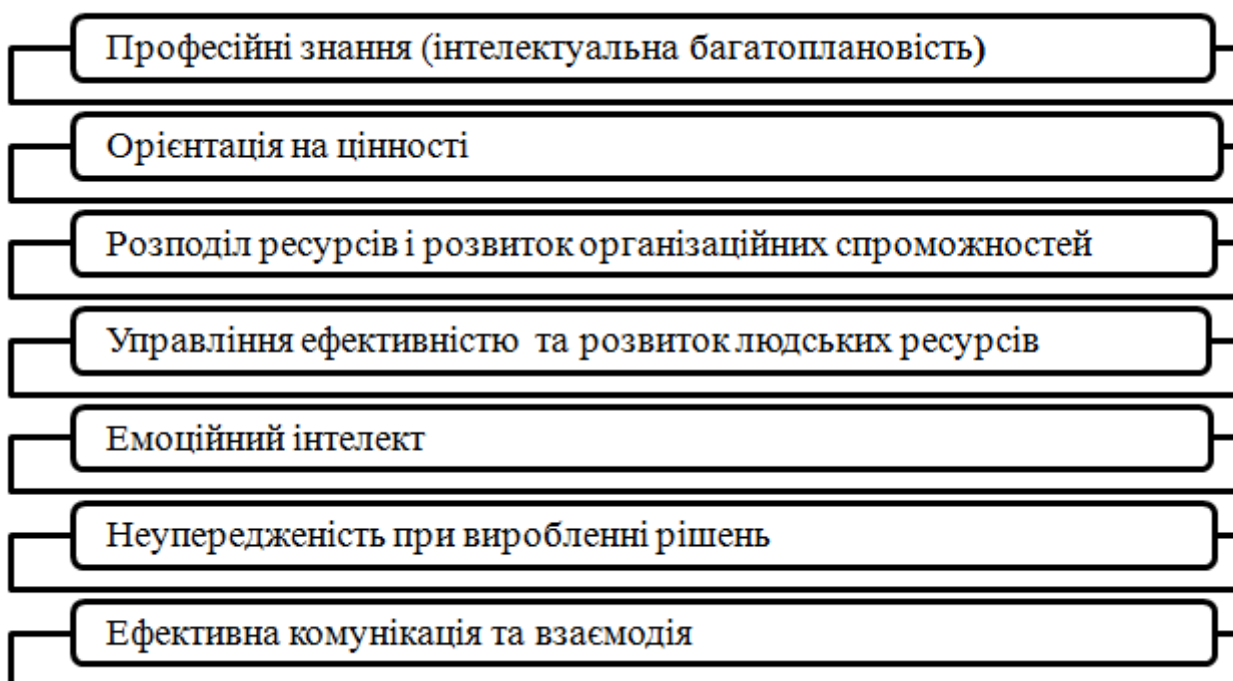 Професійні знання (інтелектуальна багатоплановість)
Орієнтація на цінності
Розподіл ресурсів і розвиток організаційних спроможностей
Управління ефективністю та розвиток людських ресурсів
Емоційний інтелект
Неупередженість при виробленні рішень
Ефективна комунікація та взаємодія